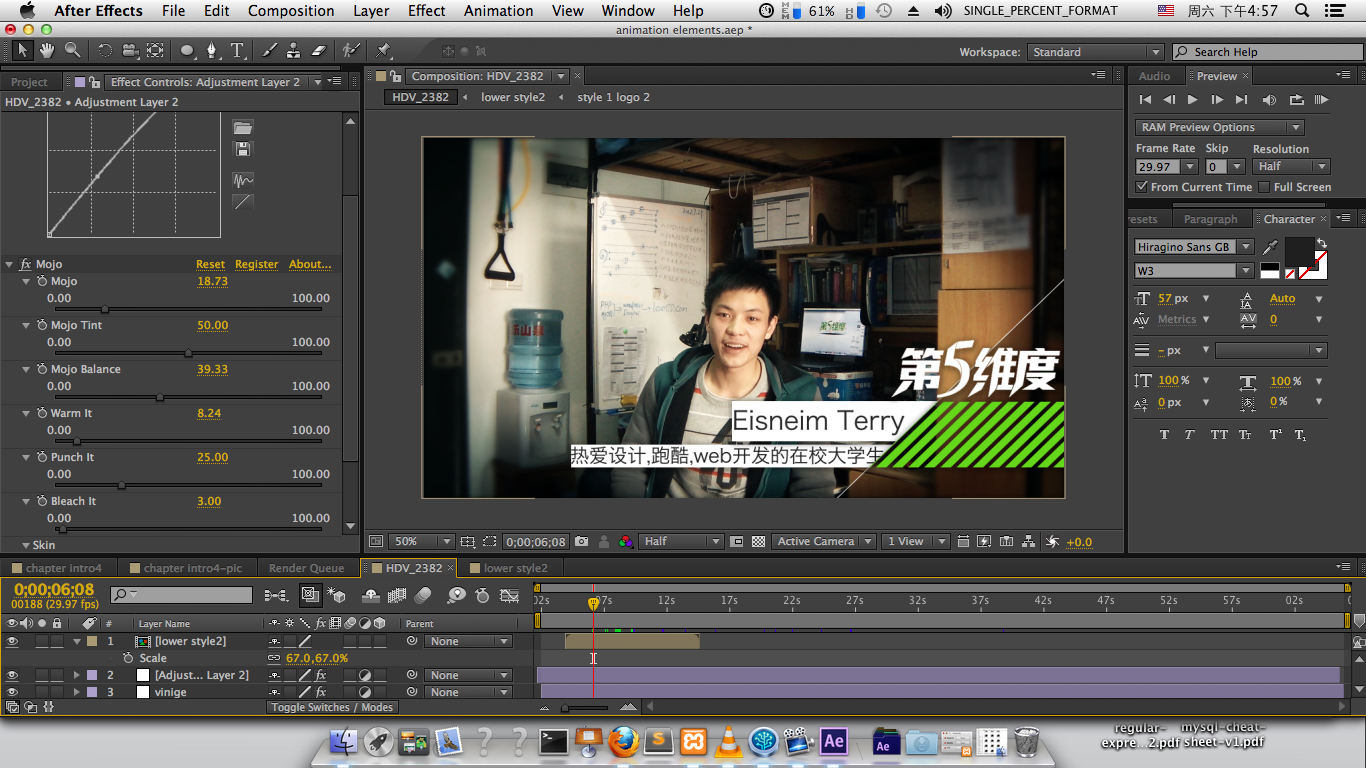 After Effects File Edit Composition Layer Effect Animation View Window Help 61% SINGLE_PERCENT_FORMAT 周六 下午4:57
animation elements.aep *
Workspace: Standard Search Help
Project Effect Controls: Adjustment Layer 2
HDV_2382 • Adjustment Layer 2
Mojo Reset Register About...
Mojo 18.73
0.00 100.00
Mojo Tint 50.00
0.00 100.00
Mojo Balance 39.33
0.00 100.00
Warm It 8.24
0.00 100.00
Punch It 25.00
0.00 100.00
Bleach It 3.00
0.00 100.00
Skin
Composition: HDV_2382
HDV_2382 lower style2 style 1 logo 2
第5维度
Eisneim Terry
热爱设计,跑酷,web开发的在校大学生
50% 0;00;06;08 Half Active Camera 1 View +0.0
Audio Preview
RAM Preview Options
Frame Rate Skip Resolution
29.97 0 Half
From Current Time Full Screen
resets Paragraph Character
Hiragino Sans GB
W3
57 px Auto
Metrics 0
– px
100 % 100 %
0 px 0 %
T T TT Tt T¹ T₁
chapter intro4 chapter intro4-pic Render Queue HDV_2382 lower style2
0;00;06;08
00188 (29.97 fps)
02s 07s 12s 17s 22s 27s 32s 37s 42s 47s 52s 57s 02s
# Layer Name Parent
1 [lower style2] None
Scale 67.0,67.0%
2 [Adjust... Layer 2] None
3 vinige None
Toggle Switches / Modes
regular-expre...2.pdf
mysql-cheat-sheet-v1.pdf